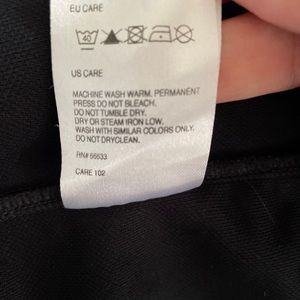 EU CARE
40
US CARE
MACHINE WASH WARM. PERMANENT
PRESS DO NOT BLEACH.
DO NOT TUMBLE DRY.
DRY OR STEAM IRON LOW.
WASH WITH SIMILAR COLORS ONLY.
DO NOT DRYCLEAN.
RN# 66633
CARE 102